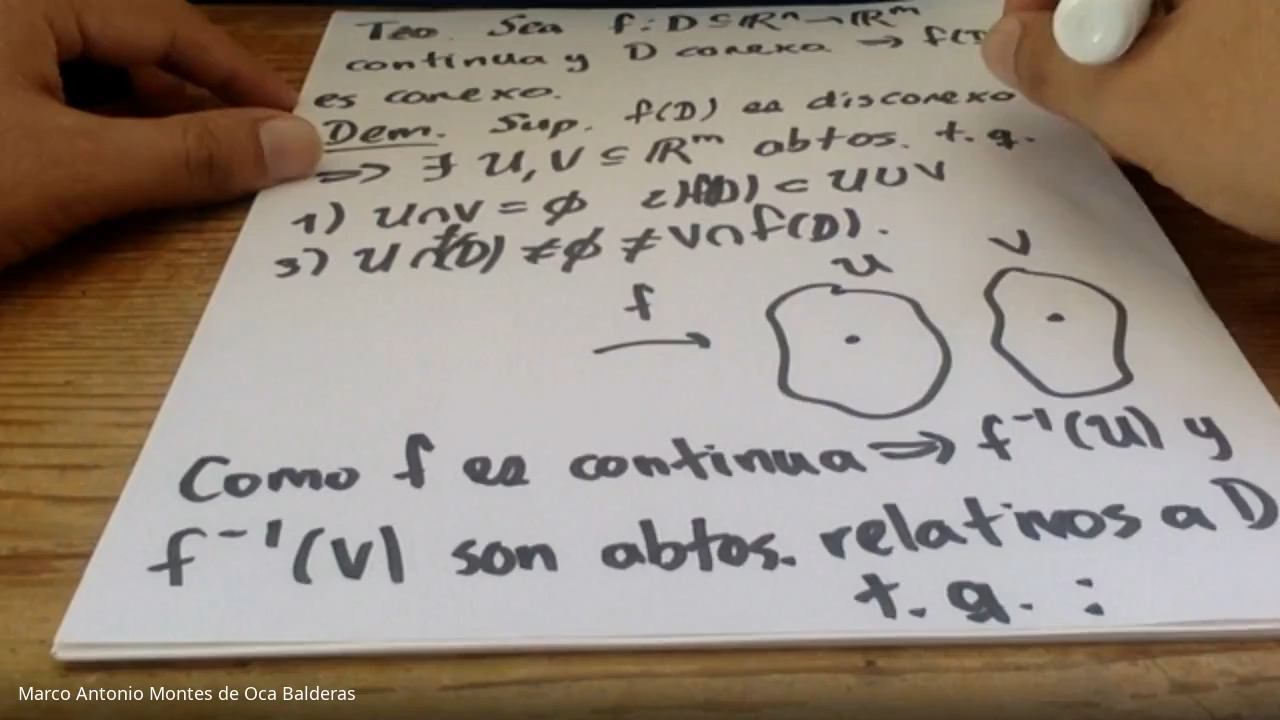 Teo. Sea f: D ⊆ ℝⁿ → ℝᵐ
continua y D conexo ⇒
es conexo.
Dem. Sup. f(D) es disconexo
⇒ ∃ U, V ⊆ ℝᵐ abtos. t.q.
1) U∩V = ∅ 2) f(D) ⊂ U∪V
3) U∩f(D) ≠ ∅ ≠ V∩f(D).
f
U
V
Como f es continua ⇒ f⁻¹(U) y
f⁻¹(V) son abtos. relativos a D
t.q. :
Marco Antonio Montes de Oca Balderas